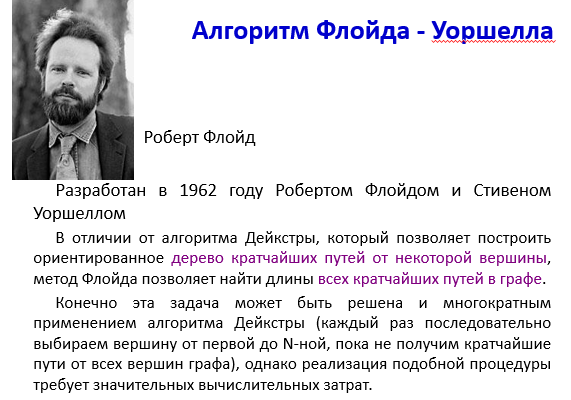 Алгоритм Флойда - Уоршелла
Роберт Флойд
Разработан в 1962 году Робертом Флойдом и Стивеном
Уоршеллом
В отличии от алгоритма Дейкстры, который позволяет построить
ориентированное дерево кратчайших путей от некоторой вершины,
метод Флойда позволяет найти длины всех кратчайших путей в графе.
Конечно эта задача может быть решена и многократным
применением алгоритма Дейкстры (каждый раз последовательно
выбираем вершину от первой до N-ной, пока не получим кратчайшие
пути от всех вершин графа), однако реализация подобной процедуры
требует значительных вычислительных затрат.